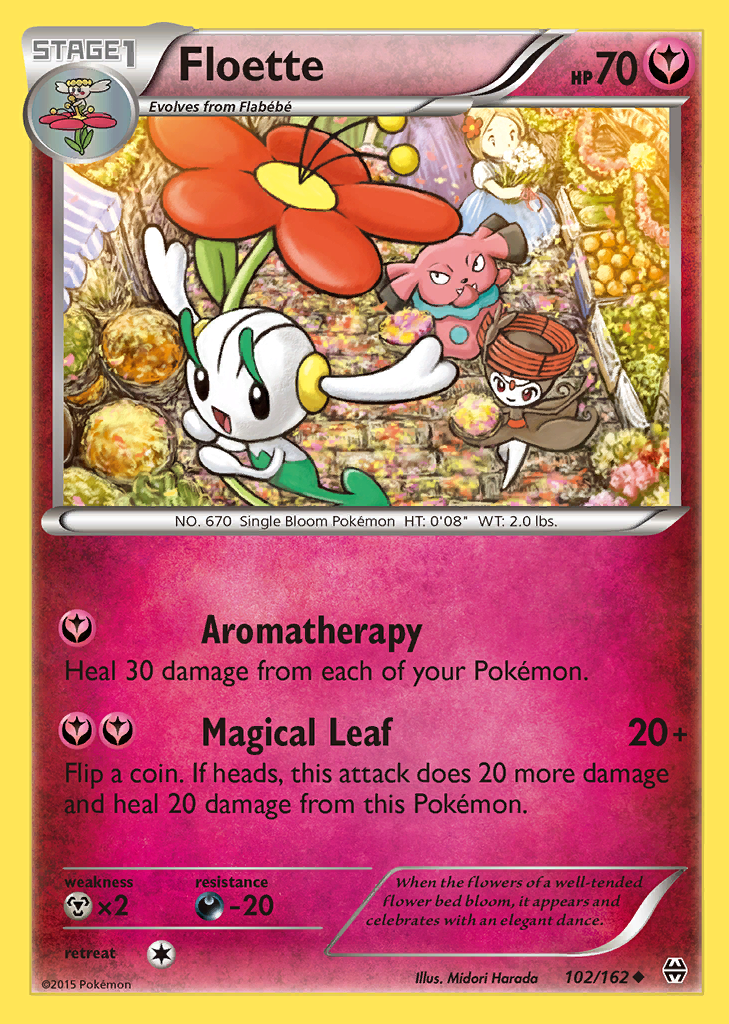 STAGE1
Floette
HP 70
Evolves from Flabébé
NO. 670 Single Bloom Pokémon HT: 0'08" WT: 2.0 lbs.
Aromatherapy
Heal 30 damage from each of your Pokémon.
Magical Leaf 20+
Flip a coin. If heads, this attack does 20 more damage
and heal 20 damage from this Pokémon.
weakness resistance
×2 -20
When the flowers of a well-tended
flower bed bloom, it appears and
celebrates with an elegant dance.
retreat
©2015 Pokémon
Illus. Midori Harada 102/162